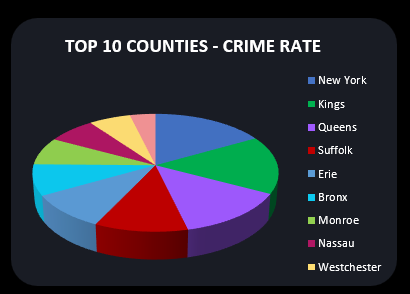 TOP 10 COUNTIES - CRIME RATE
New York
Kings
Queens
Suffolk
Erie
Bronx
Monroe
Nassau
Westchester